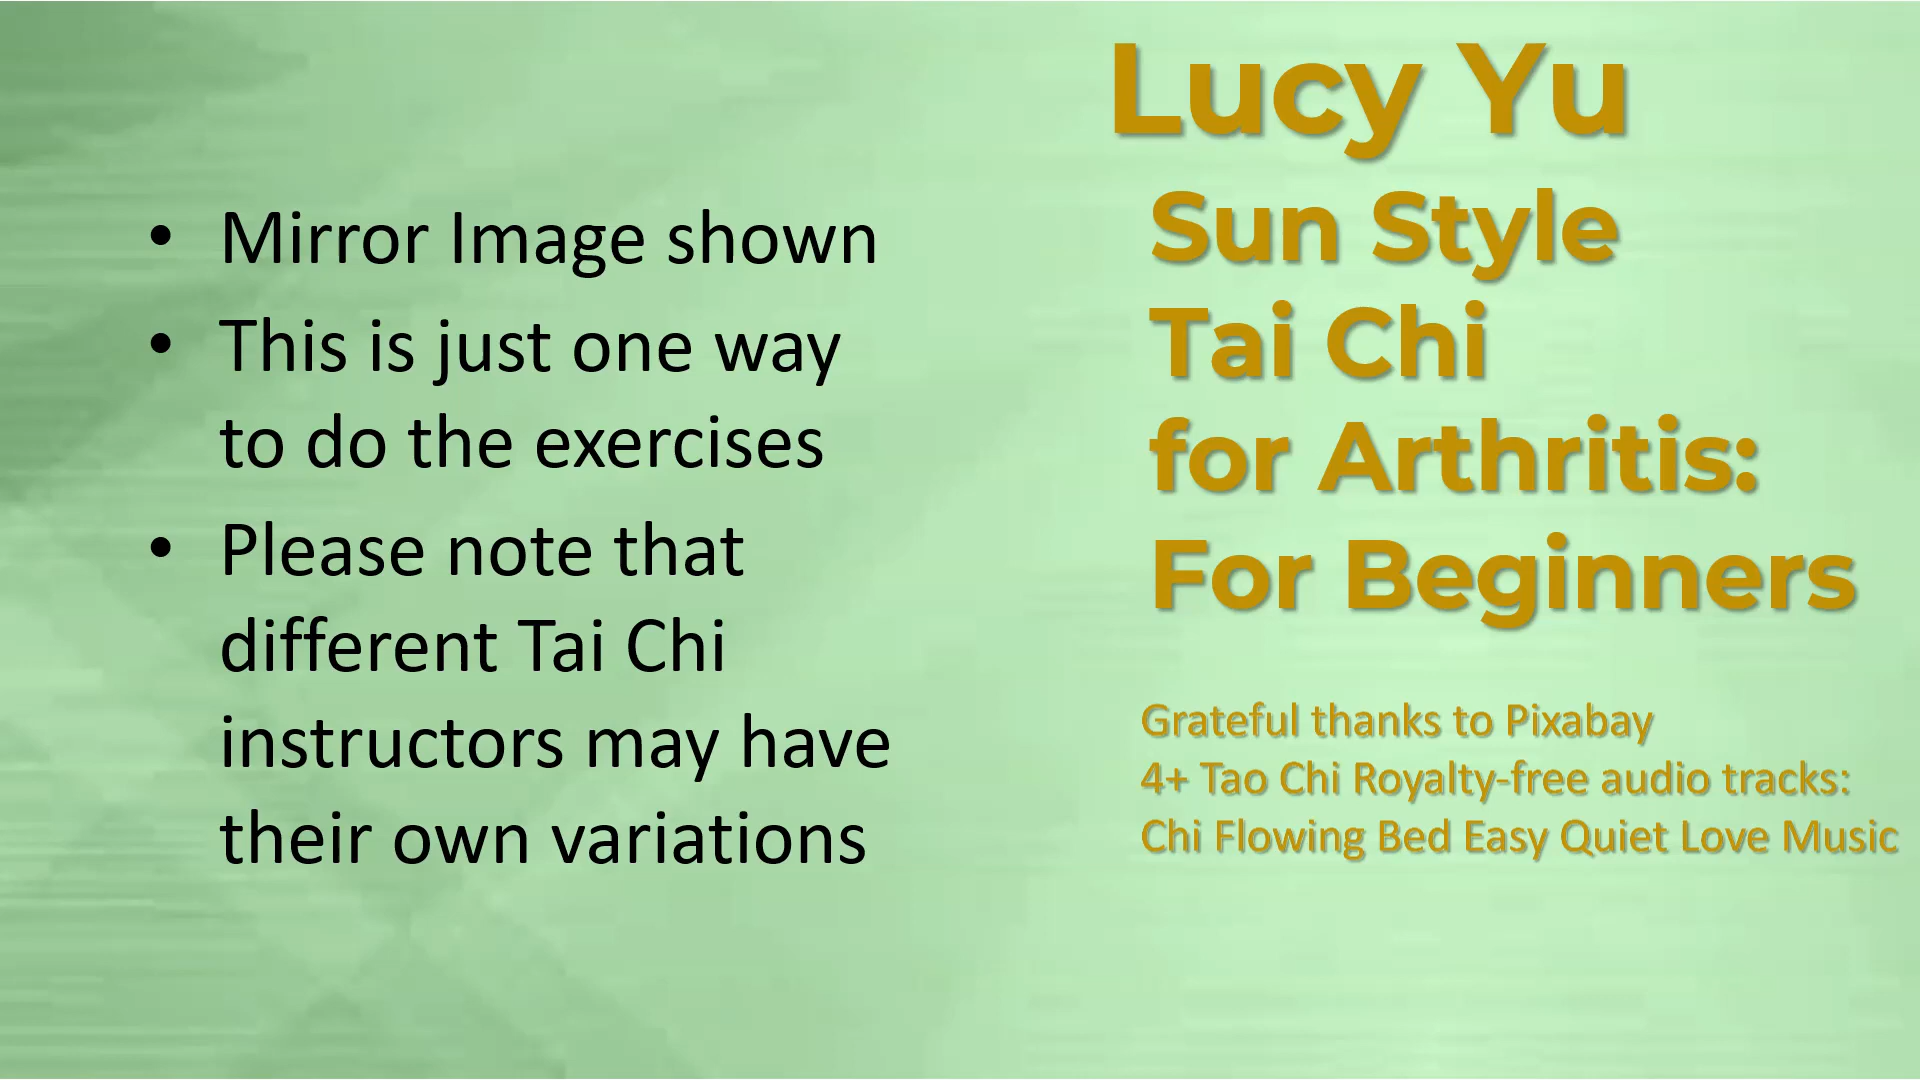 Lucy Yu
Sun Style
Tai Chi
for Arthritis:
For Beginners
• Mirror Image shown
• This is just one way
to do the exercises
• Please note that
different Tai Chi
instructors may have
their own variations
Grateful thanks to Pixabay
4+ Tao Chi Royalty-free audio tracks:
Chi Flowing Bed Easy Quiet Love Music